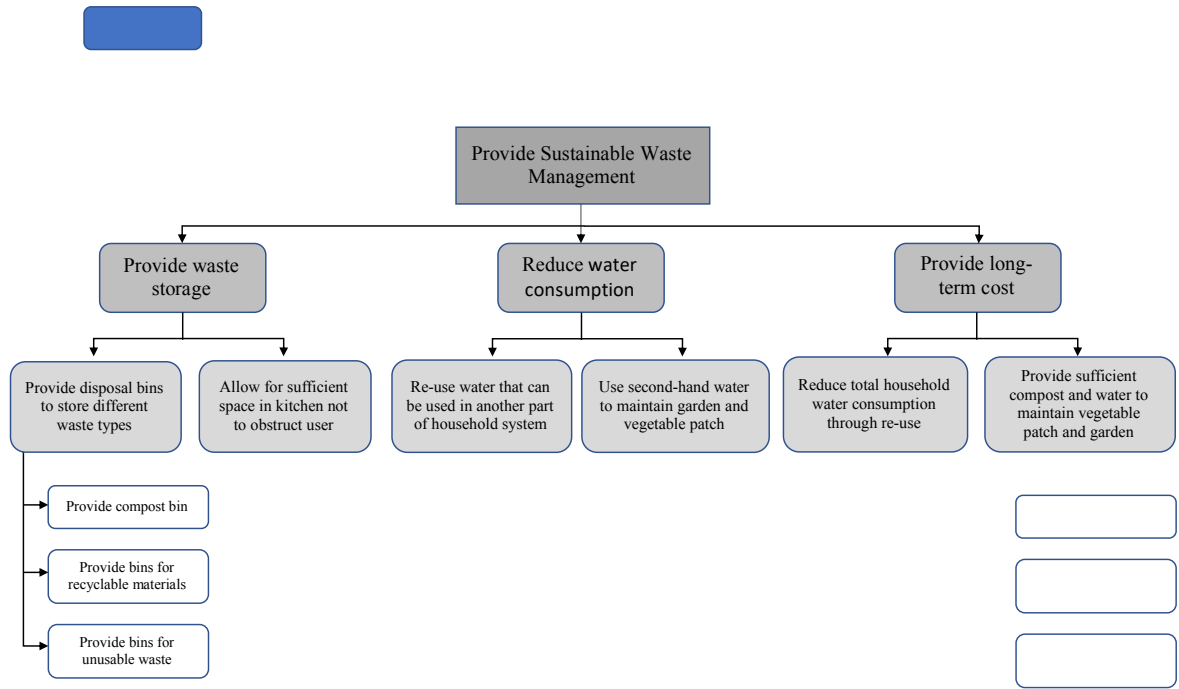 Provide Sustainable Waste
Management
Provide waste
storage
Reduce water
consumption
Provide long-
term cost
Provide disposal bins
to store different
waste types
Allow for sufficient
space in kitchen not
to obstruct user
Re-use water that can
be used in another part
of household system
Use second-hand water
to maintain garden and
vegetable patch
Reduce total household
water consumption
through re-use
Provide sufficient
compost and water to
maintain vegetable
patch and garden
Provide compost bin
Provide bins for
recyclable materials
Provide bins for
unusable waste